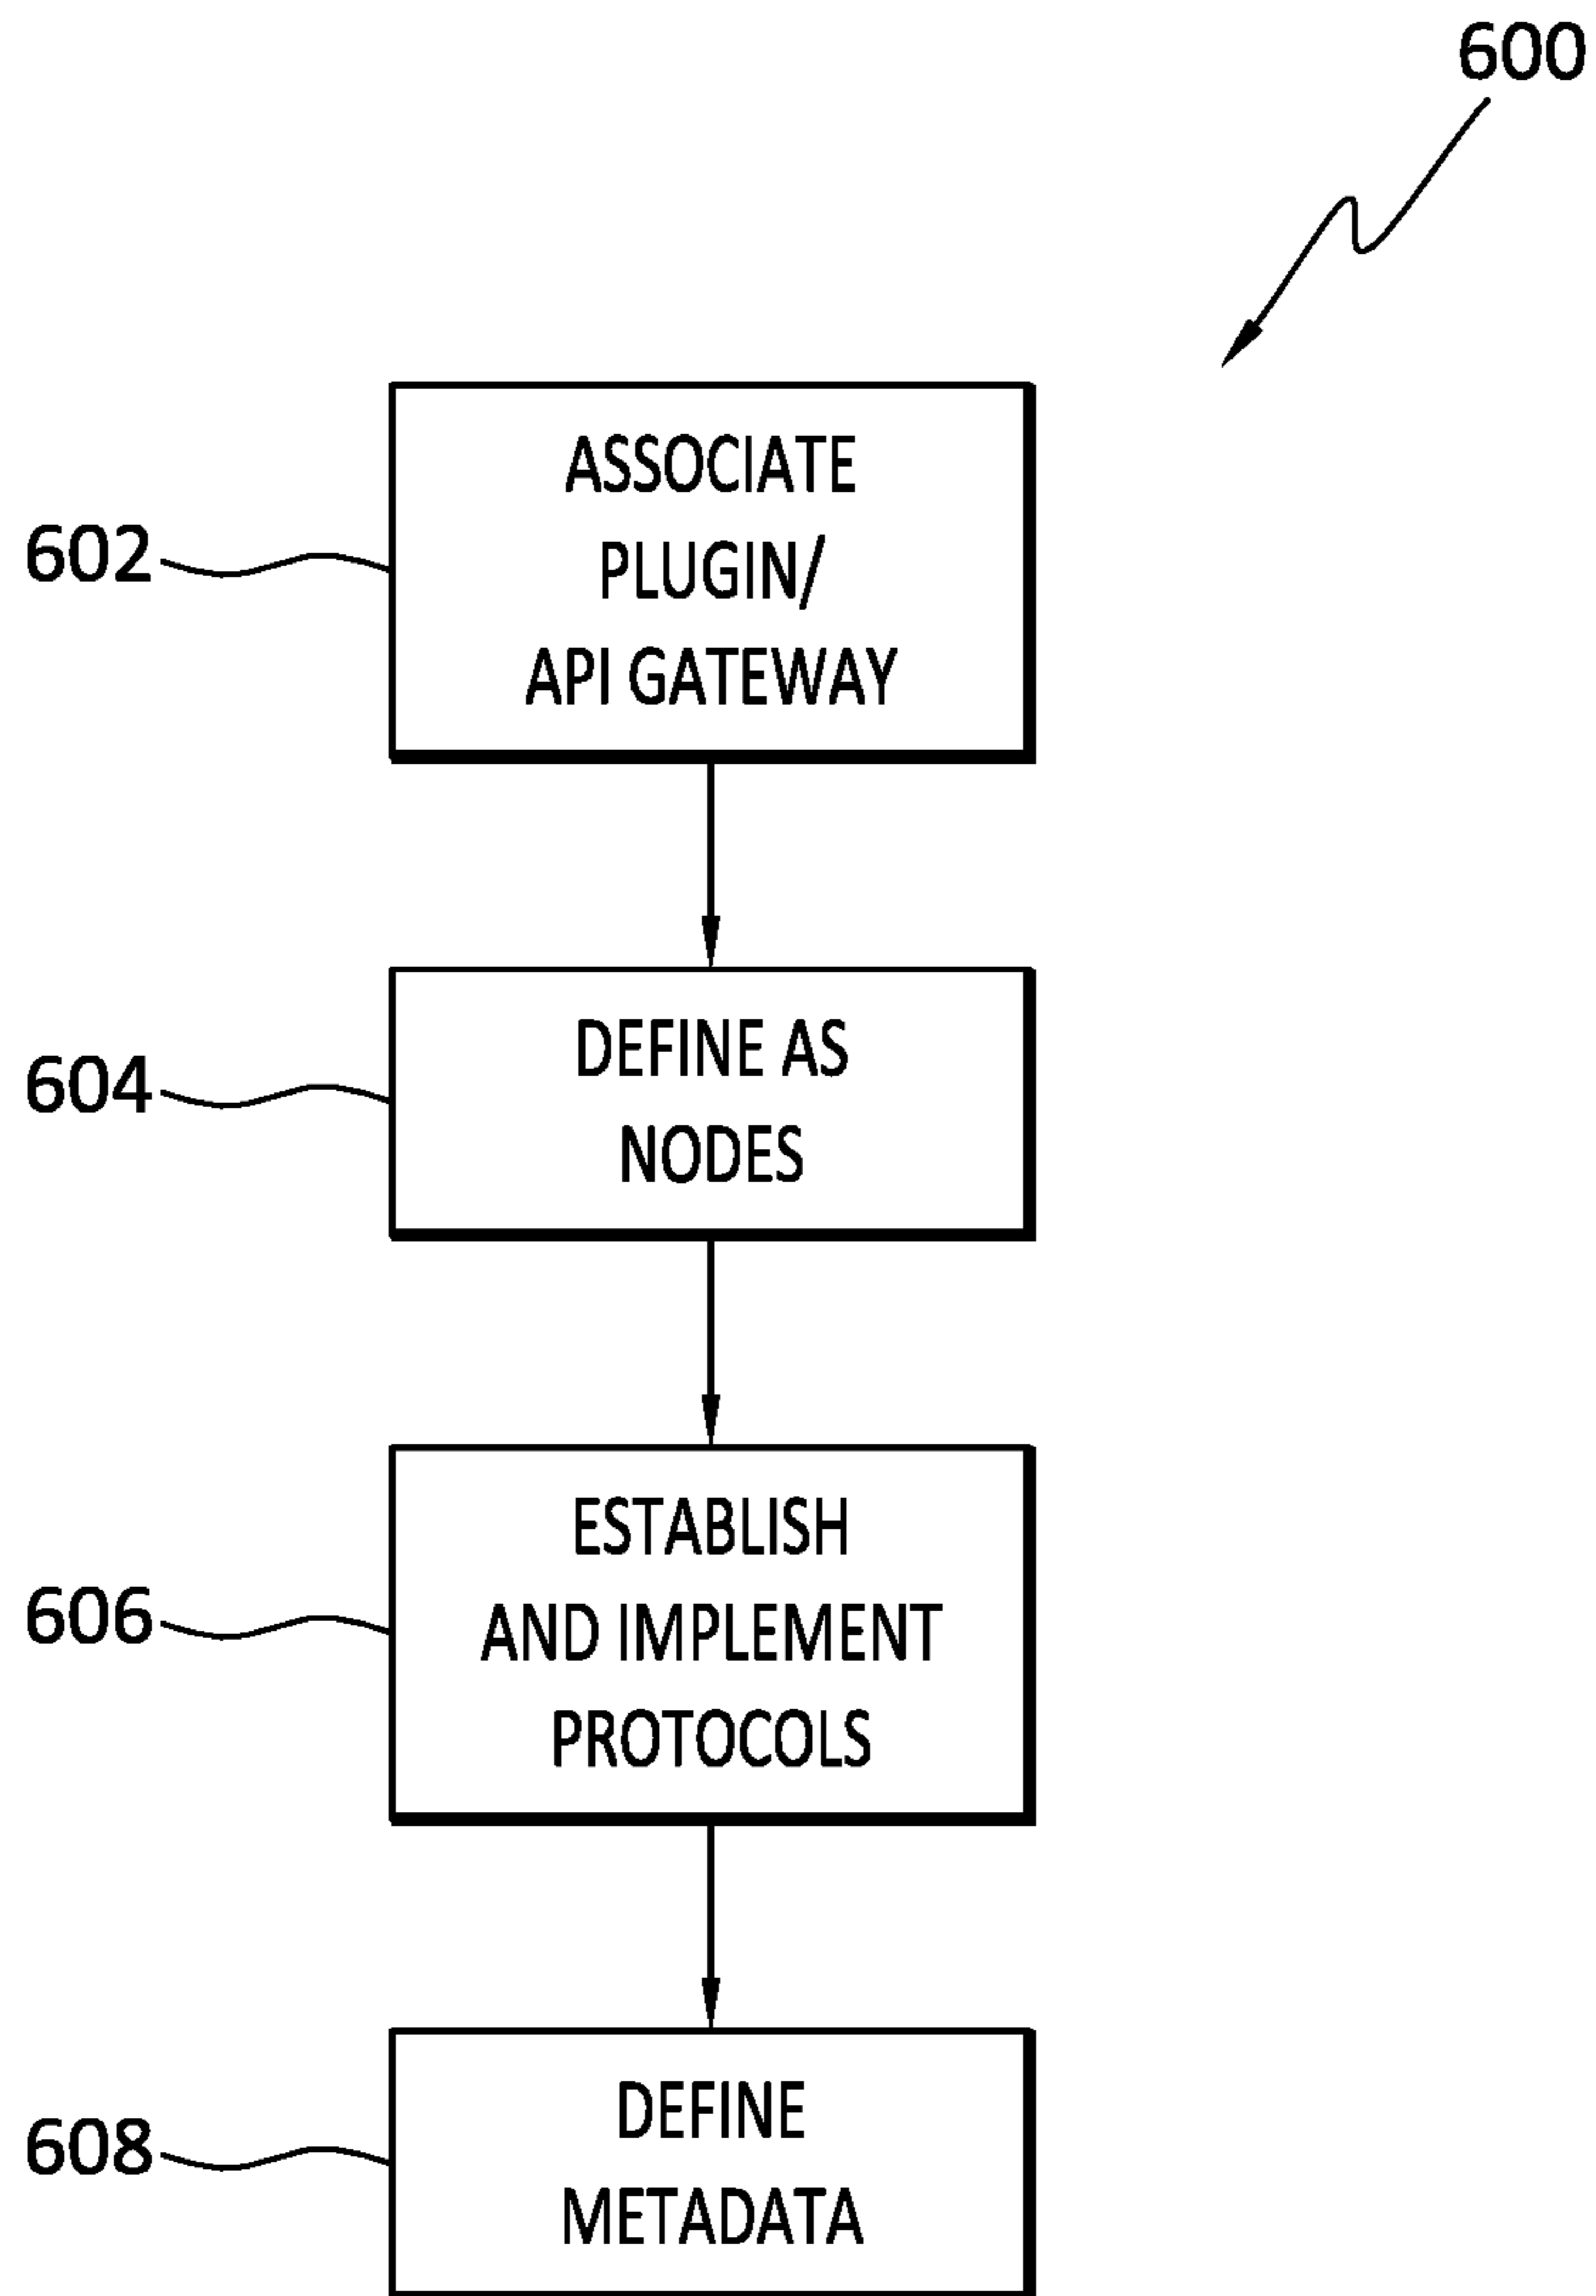 600
602
ASSOCIATE
PLUGIN/
API GATEWAY
604
DEFINE AS
NODES
606
ESTABLISH
AND IMPLEMENT
PROTOCOLS
608
DEFINE
METADATA